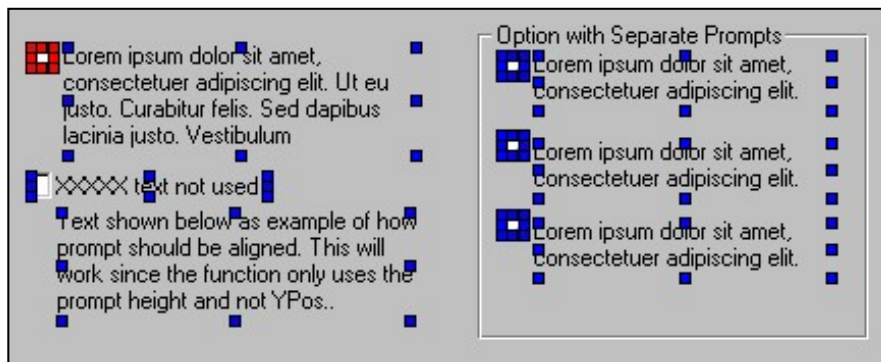 Lorem ipsum dolor sit amet,
consectetuer adipiscing elit. Ut eu
justo. Curabitur felis. Sed dapibus
lacinia justo. Vestibulum
XXXXX text not used
Text shown below as example of how
prompt should be aligned. This will
work since the function only uses the
prompt height and not YPos..
Option with Separate Prompts
Lorem ipsum dolor sit amet,
consectetuer adipiscing elit.
Lorem ipsum dolor sit amet,
consectetuer adipiscing elit.
Lorem ipsum dolor sit amet,
consectetuer adipiscing elit.